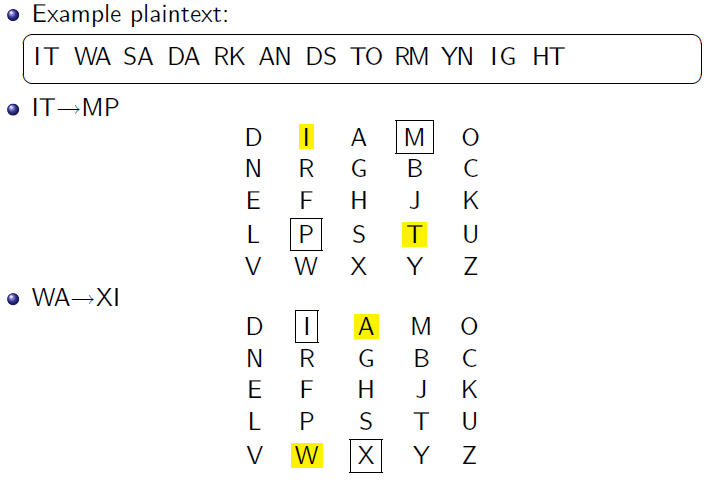 Example plaintext:
IT WA SA DA RK AN DS TO RM YN IG HT
IT→MP
D I A M O
N R G B C
E F H J K
L P S T U
V W X Y Z
WA→XI
D I A M O
N R G B C
E F H J K
L P S T U
V W X Y Z